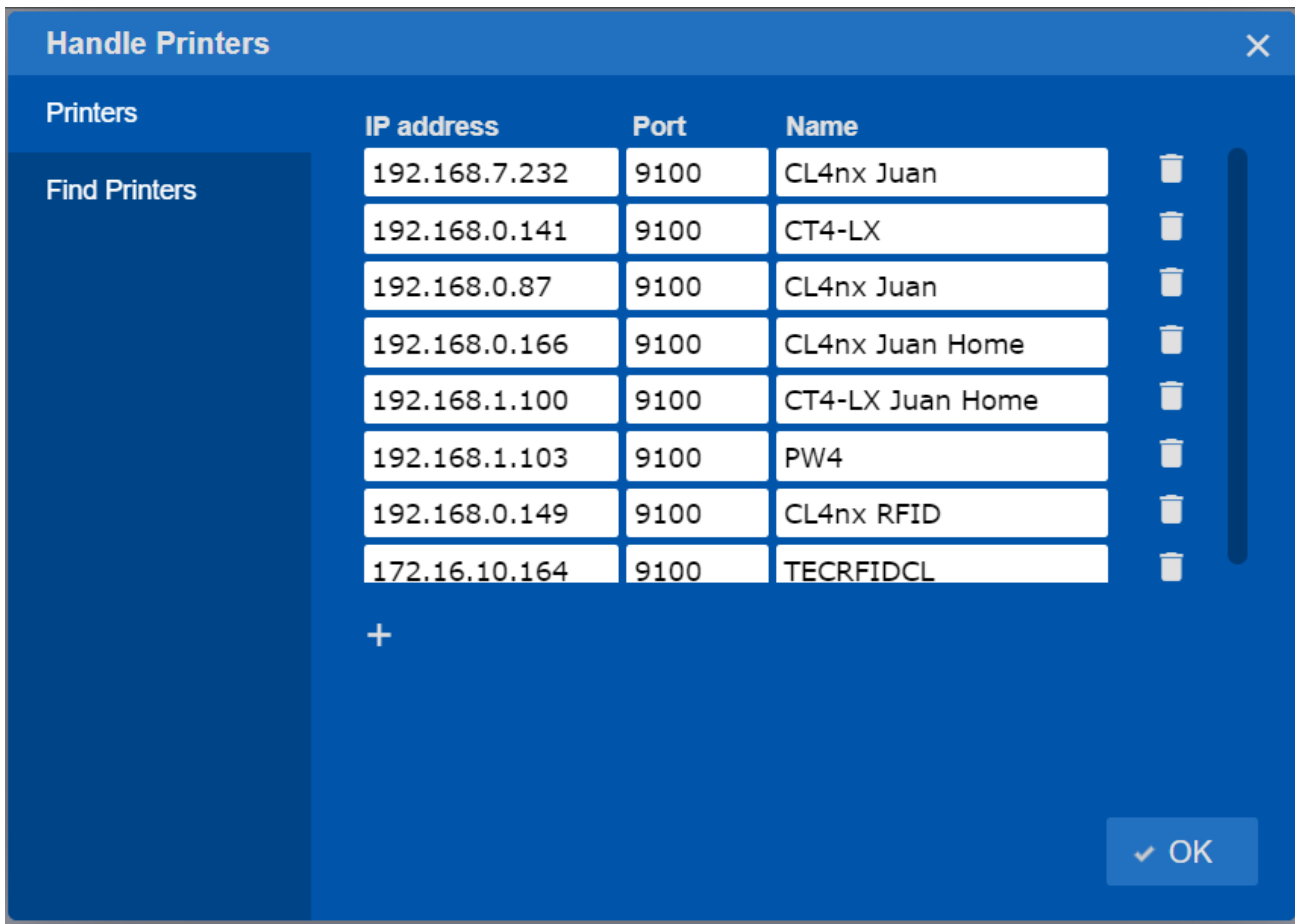 Handle Printers
Printers
Find Printers
IP address Port Name
192.168.7.232 9100 CL4nx Juan
192.168.0.141 9100 CT4-LX
192.168.0.87 9100 CL4nx Juan
192.168.0.166 9100 CL4nx Juan Home
192.168.1.100 9100 CT4-LX Juan Home
192.168.1.103 9100 PW4
192.168.0.149 9100 CL4nx RFID
172.16.10.164 9100 TECRFIDCL
OK